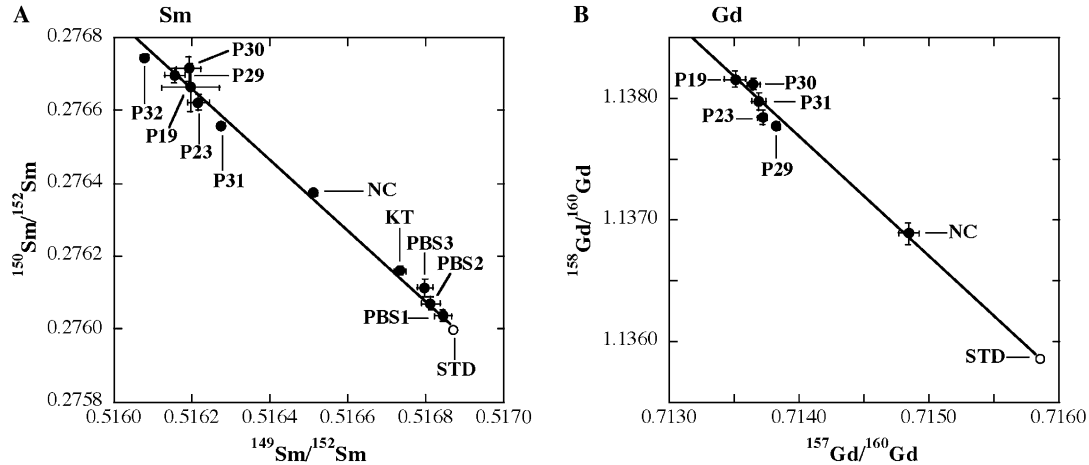 A Sm
0.2768
0.2766
0.2764
0.2762
0.2760
0.2758
¹⁵⁰Sm/¹⁵²Sm
P30
P29
P32
P19
P23
P31
NC
KT
PBS3
PBS2
PBS1
STD
0.5160 0.5162 0.5164 0.5166 0.5168 0.5170
¹⁴⁹Sm/¹⁵²Sm
B Gd
1.1380
1.1370
1.1360
¹⁵⁸Gd/¹⁶⁰Gd
P19
P30
P31
P23
P29
NC
STD
0.7130 0.7140 0.7150 0.7160
¹⁵⁷Gd/¹⁶⁰Gd